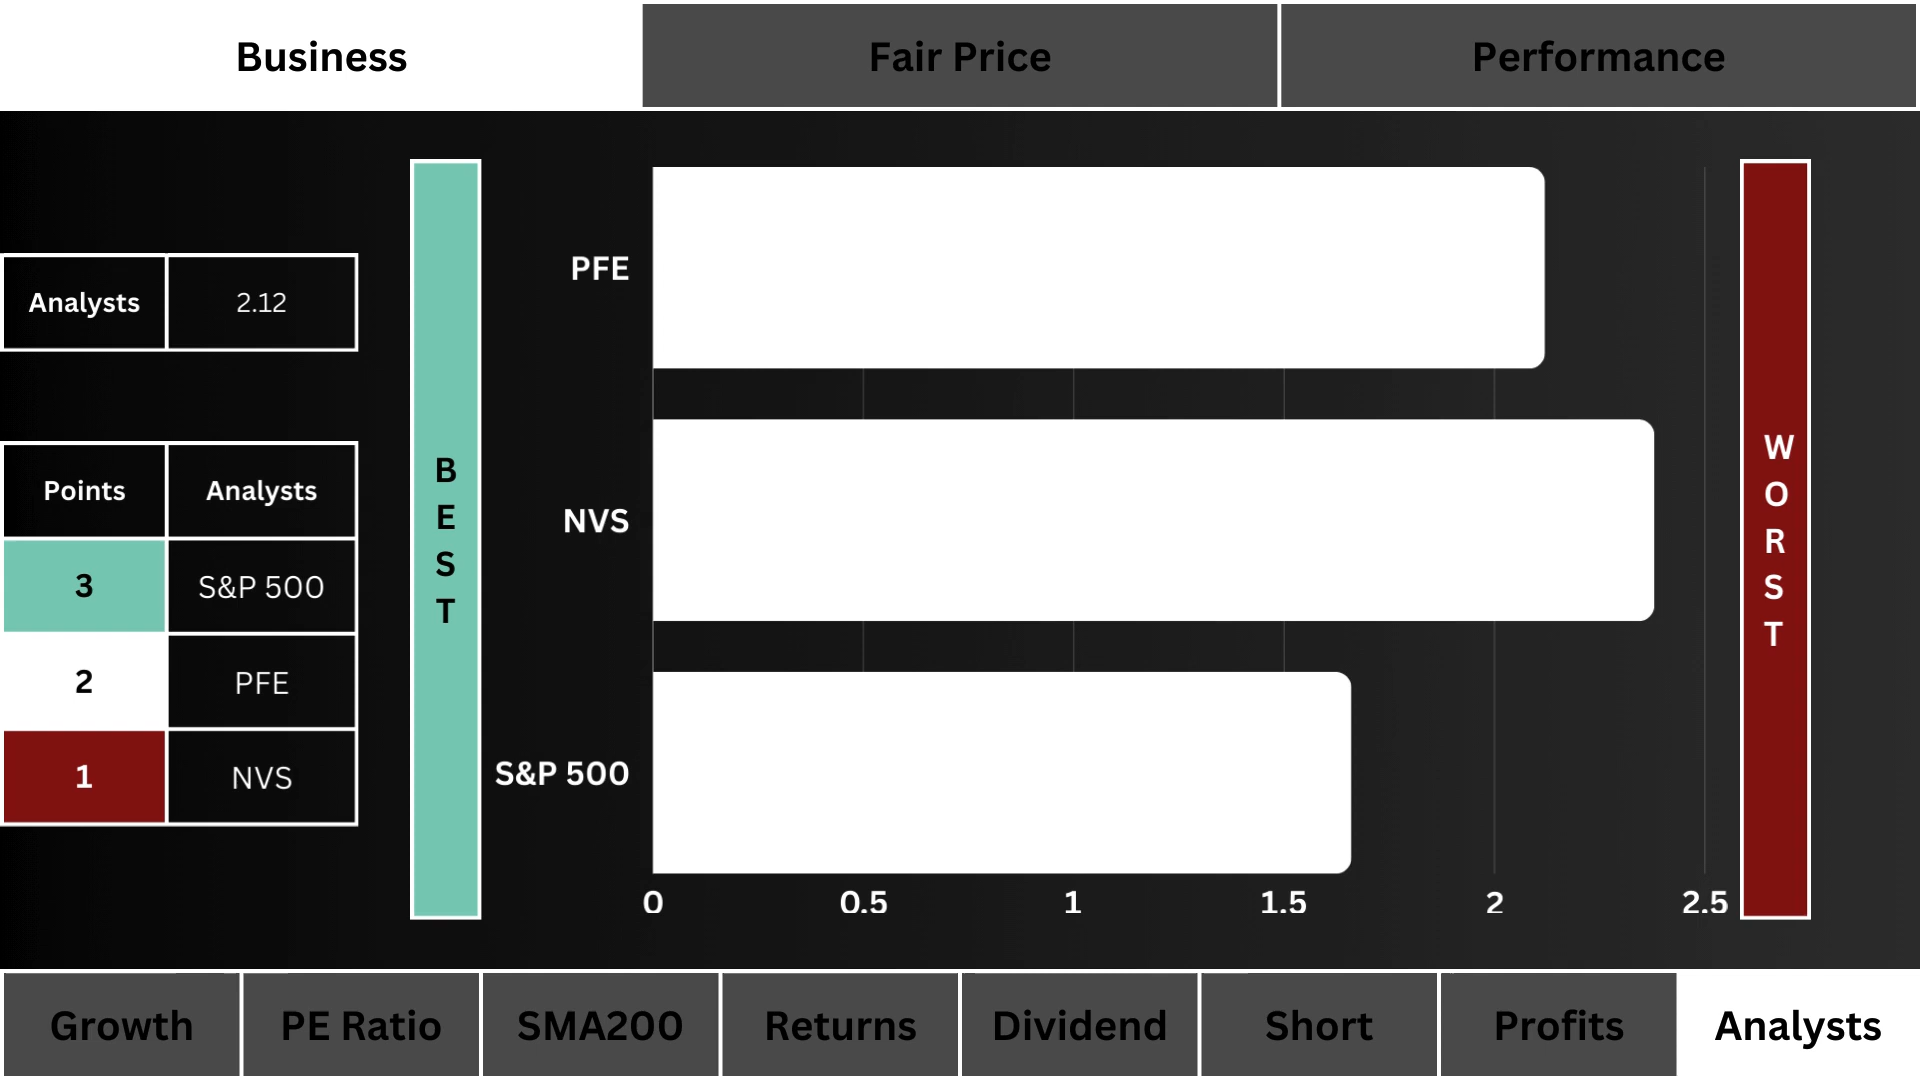 Business Fair Price Performance
Analysts 2.12
Points Analysts
3 S&P 500
2 PFE
1 NVS
B
E
S
T
PFE
NVS
S&P 500
0 0.5 1 1.5 2 2.5
W
O
R
S
T
Growth PE Ratio SMA200 Returns Dividend Short Profits Analysts